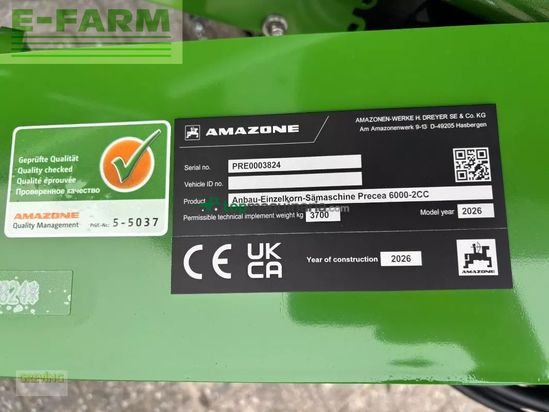 E-FARM
AMAZONE
AMAZONEN-WERKE H. DREYER SE & Co. KG
Am Amazonenwerk 9-13 D-49205 Hasbergen
Serial no.
PRE0003824
Vehicle ID no.
Product
Anbau-Einzelkorn-Sämaschine Precea 6000-2CC
Permissible technical implement weight kg
3700
Model year
2026
CE
UK
CA
Year of construction
2026
AMAZONE
Geprüfte Qualität
Quality checked
Qualité éprouvée
Проверенное качество
AMAZONE
Quality Management
Prüf.-Nr.:
5-5037
GREVING